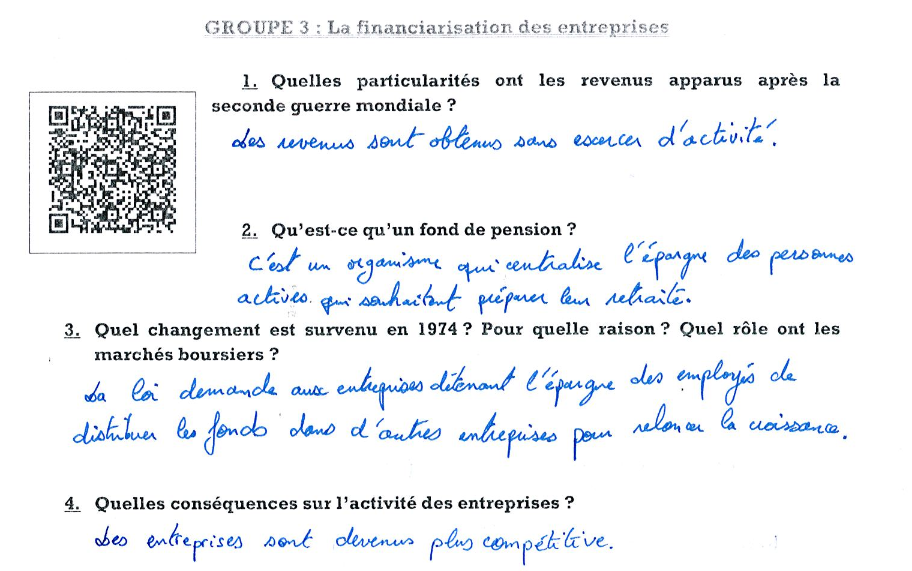 GROUPE 3 : La financiarisation des entreprises
1. Quelles particularités ont les revenus apparus après la
seconde guerre mondiale ?
Les revenus sont obtenus sans escercer d'activité.
2. Qu'est-ce qu'un fond de pension ?
C'est un organisme qui centralise l'épargne des personnes
actives qui souhaitent préparer leur retraite.
3. Quel changement est survenu en 1974 ? Pour quelle raison ? Quel rôle ont les
marchés boursiers ?
La loi demande aux entreprises détenant l'épargne des employés de
distribuer les fonds dans d'autres entreprises pour relancer la croissance.
4. Quelles conséquences sur l'activité des entreprises ?
Les entreprises sont devenus plus compétitive.